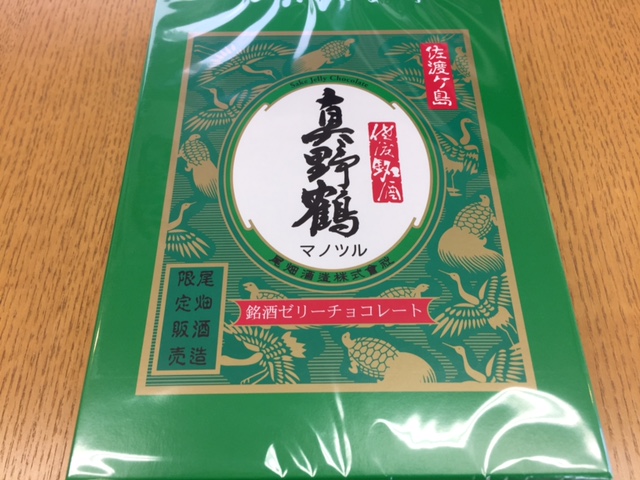 佐渡ヶ島
Sake Jelly Chocolate
真野鶴
佐渡銘酒
マノツル
尾畑酒造株式會社
銘酒ゼリーチョコレート
尾畑酒造
限定販売